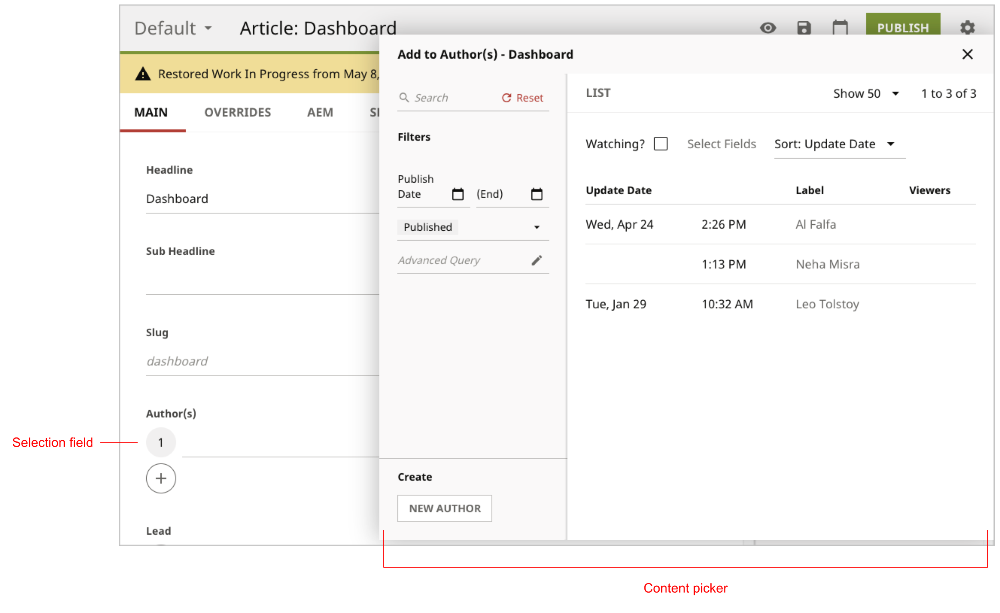 Default
Article: Dashboard
PUBLISH
Restored Work In Progress from May 8,
MAIN OVERRIDES AEM
Headline
Dashboard
Sub Headline
Slug
dashboard
Author(s)
1
Lead
Selection field
Add to Author(s) - Dashboard
Search
Reset
Filters
Publish
Date
(End)
Published
Advanced Query
Create
NEW AUTHOR
LIST
Show 50
1 to 3 of 3
Watching?
Select Fields
Sort: Update Date
Update Date Label Viewers
Wed, Apr 24 2:26 PM Al Falfa
1:13 PM Neha Misra
Tue, Jan 29 10:32 AM Leo Tolstoy
Content picker